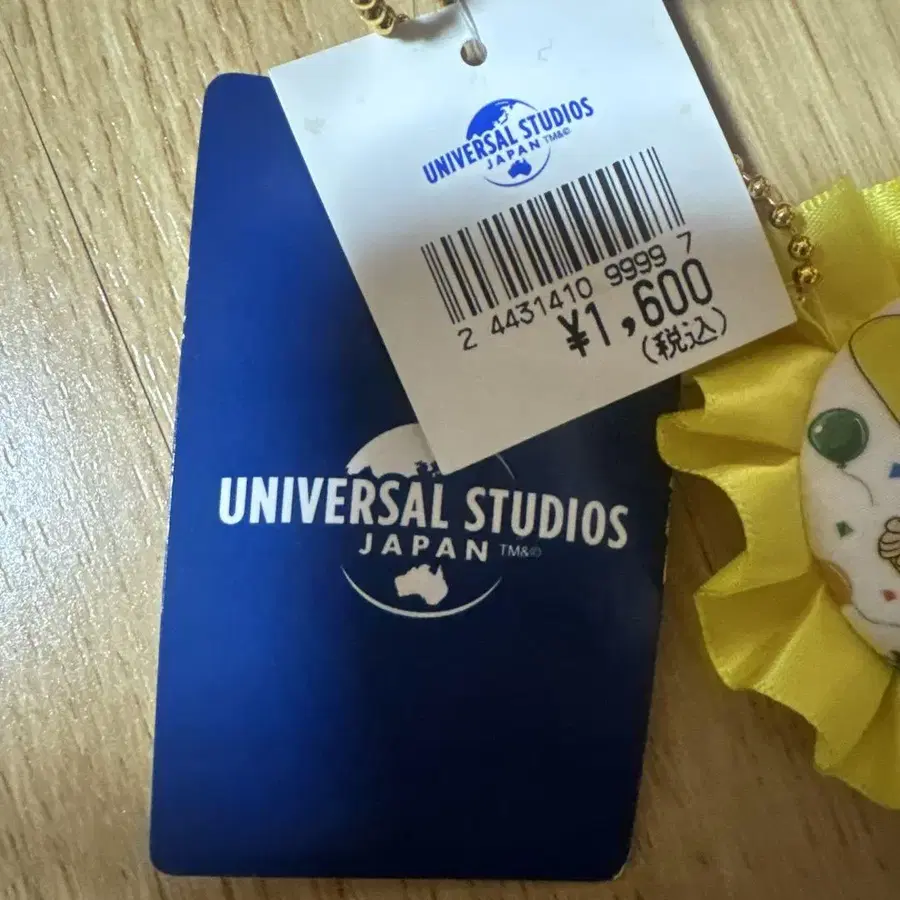 UNIVERSAL STUDIOS
JAPAN TM&©
2 4431410 9999 7
¥1,600
(税込)
UNIVERSAL STUDIOS
JAPAN TM&©